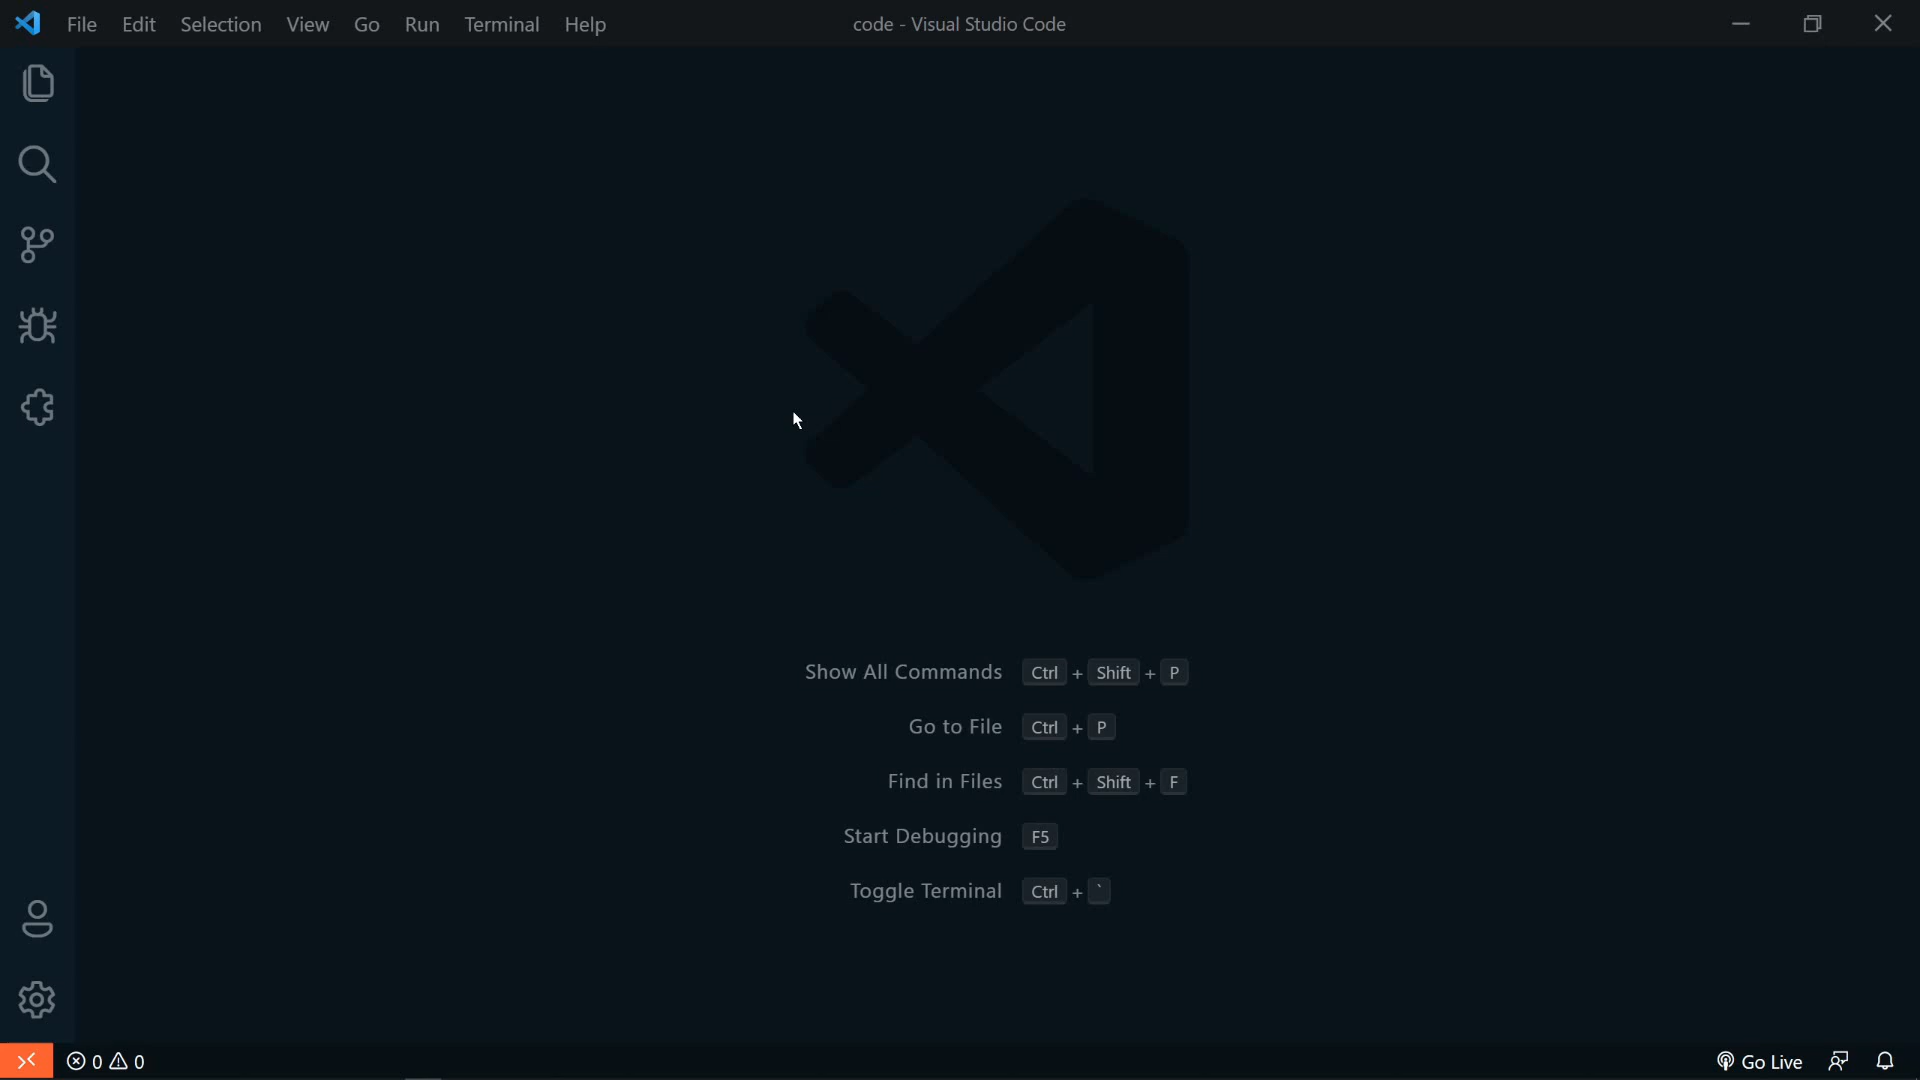 File Edit Selection View Go Run Terminal Help code - Visual Studio Code
Show All Commands Ctrl + Shift + P
Go to File Ctrl + P
Find in Files Ctrl + Shift + F
Start Debugging F5
Toggle Terminal Ctrl + `
0 0 Go Live